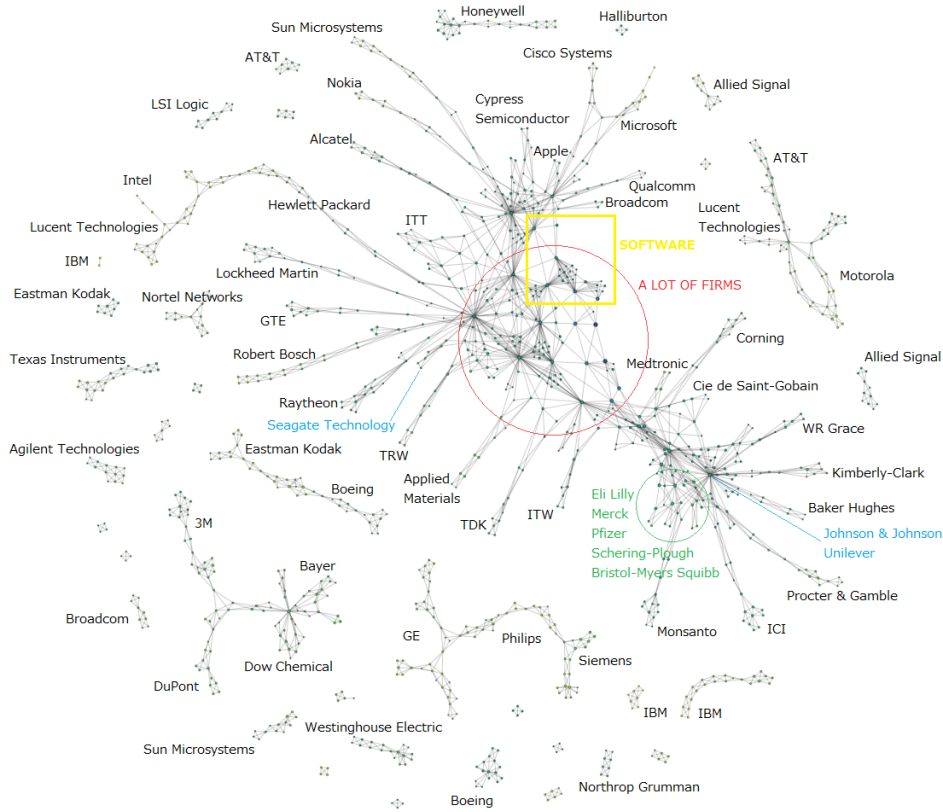 Honeywell
Halliburton
Sun Microsystems
AT&T
Cisco Systems
Nokia
Allied Signal
LSI Logic
Cypress
Semiconductor
Microsoft
Alcatel
Apple
AT&T
Intel
Qualcomm
Hewlett Packard
Broadcom
Lucent
Technologies
ITT
Lucent Technologies
SOFTWARE
IBM
Lockheed Martin
Motorola
A LOT OF FIRMS
Eastman Kodak
Nortel Networks
GTE
Corning
Robert Bosch
Texas Instruments
Medtronic
Allied Signal
Cie de Saint-Gobain
Raytheon
Seagate Technology
WR Grace
Agilent Technologies
Eastman Kodak
TRW
Kimberly-Clark
Applied
Materials
Boeing
Eli Lilly
Merck
Pfizer
Schering-Plough
Bristol-Myers Squibb
Baker Hughes
ITW
TDK
3M
Johnson & Johnson
Unilever
Bayer
Procter & Gamble
Broadcom
Monsanto
ICI
GE
Philips
Dow Chemical
Siemens
DuPont
IBM
IBM
Westinghouse Electric
Sun Microsystems
Northrop Grumman
Boeing